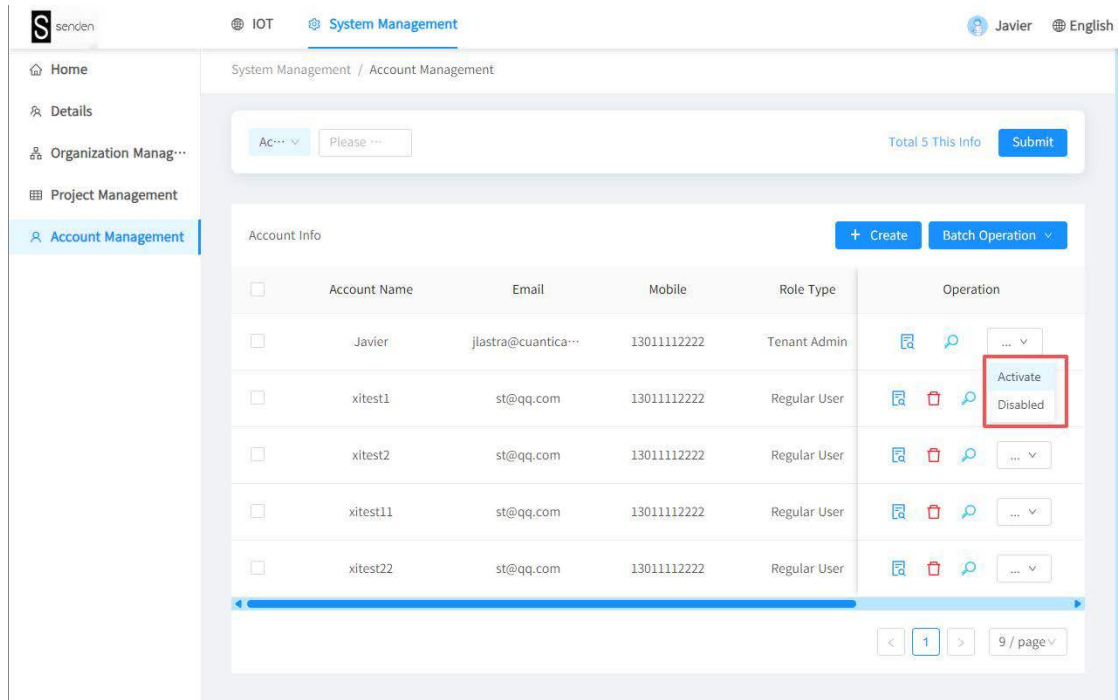 senden
IOT
System Management
Javier
English
Home
System Management / Account Management
Details
Organization Manag···
Ac···
Please ···
Total 5 This Info
Submit
Project Management
Account Management
Account Info
+ Create
Batch Operation
Account Name Email Mobile Role Type Operation
Javier jlastra@cuantica··· 13011112222 Tenant Admin ...
Activate
Disabled
xitest1 st@qq.com 13011112222 Regular User
xitest2 st@qq.com 13011112222 Regular User ...
xitest11 st@qq.com 13011112222 Regular User ...
xitest22 st@qq.com 13011112222 Regular User ...
< 1 > 9 / page